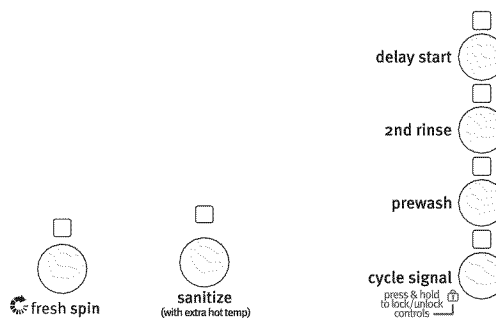 delay start
2nd rinse
prewash
cycle signal
press & hold
to lock/unlock
controls
fresh spin
sanitize
(with extra hot temp)